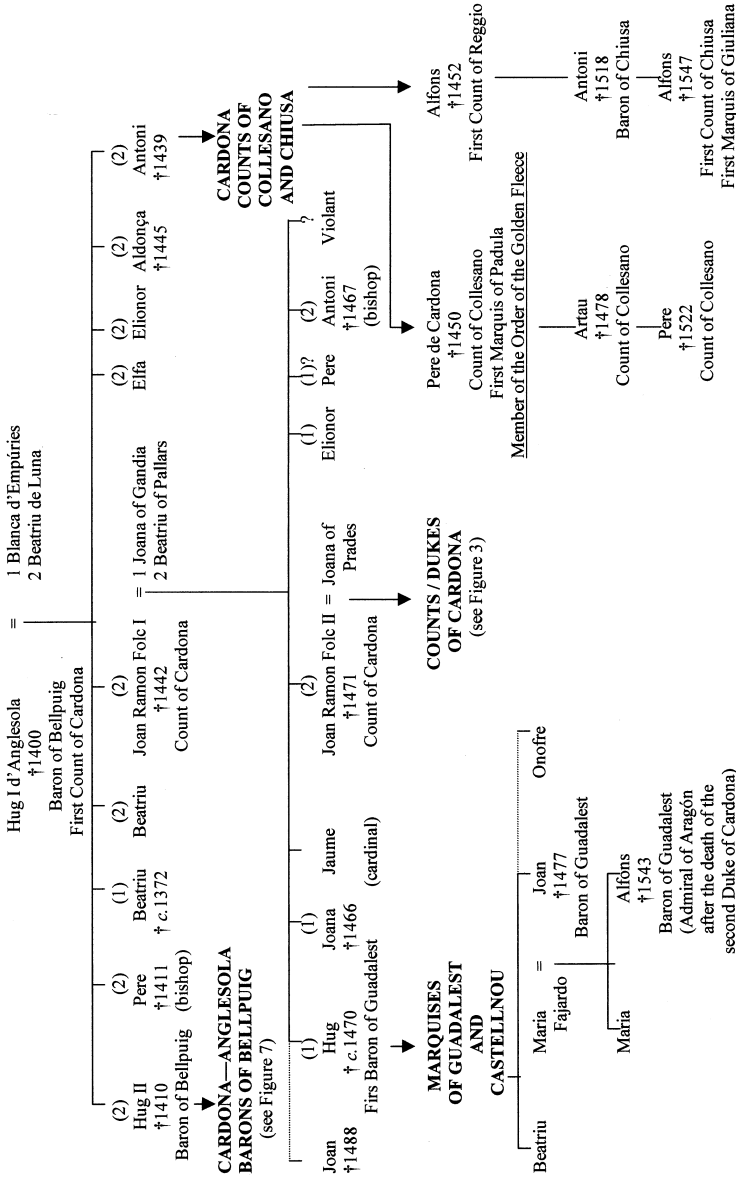 Hug I d'Anglesola = 1 Blanca d'Empúries
†1400 2 Beatriu de Luna
Baron of Bellpuig
First Count of Cardona
(2) (2) (1) (2) (2) (2) (2) (2) (2)
Hug II Pere Beatriu Beatriu Joan Ramon Folc I = 1 Joana of Gandia Elfa Elionor Aldonça Antoni
†1410 †1411 † c.1372 †1442 2 Beatriu of Pallars †1445 †1439
Baron of Bellpuig (bishop) Count of Cardona
CARDONA—ANGLESOLA
BARONS OF BELLPUIG
(see Figure 7)
CARDONA
COUNTS OF
COLLESANO
AND CHIUSA
(1) (1) (2) (1) (1)? (2) ?
Joan Hug Joana Jaume Joan Ramon Folc II = Joana of Elionor Pere Antoni Violant
†1488 † c.1470 †1466 †1471 Prades †1467
Firs Baron of Guadalest (cardinal) Count of Cardona (bishop)
MARQUISES
OF GUADALEST
AND
CASTELLNOU
COUNTS / DUKES
OF CARDONA
(see Figure 3)
Pere de Cardona
†1450
Count of Collesano
First Marquis of Padula
Member of the Order of the Golden Fleece
Alfons
†1452
First Count of Reggio
Beatriu Maria = Joan Onofre
Fajardo †1477
Baron of Guadalest
Artau
†1478
Count of Collesano
Antoni
†1518
Baron of Chiusa
Maria Alfons
†1543
Baron of Guadalest
(Admiral of Aragón
after the death of the
second Duke of Cardona)
Pere
†1522
Count of Collesano
Alfons
†1547
First Count of Chiusa
First Marquis of Giuliana